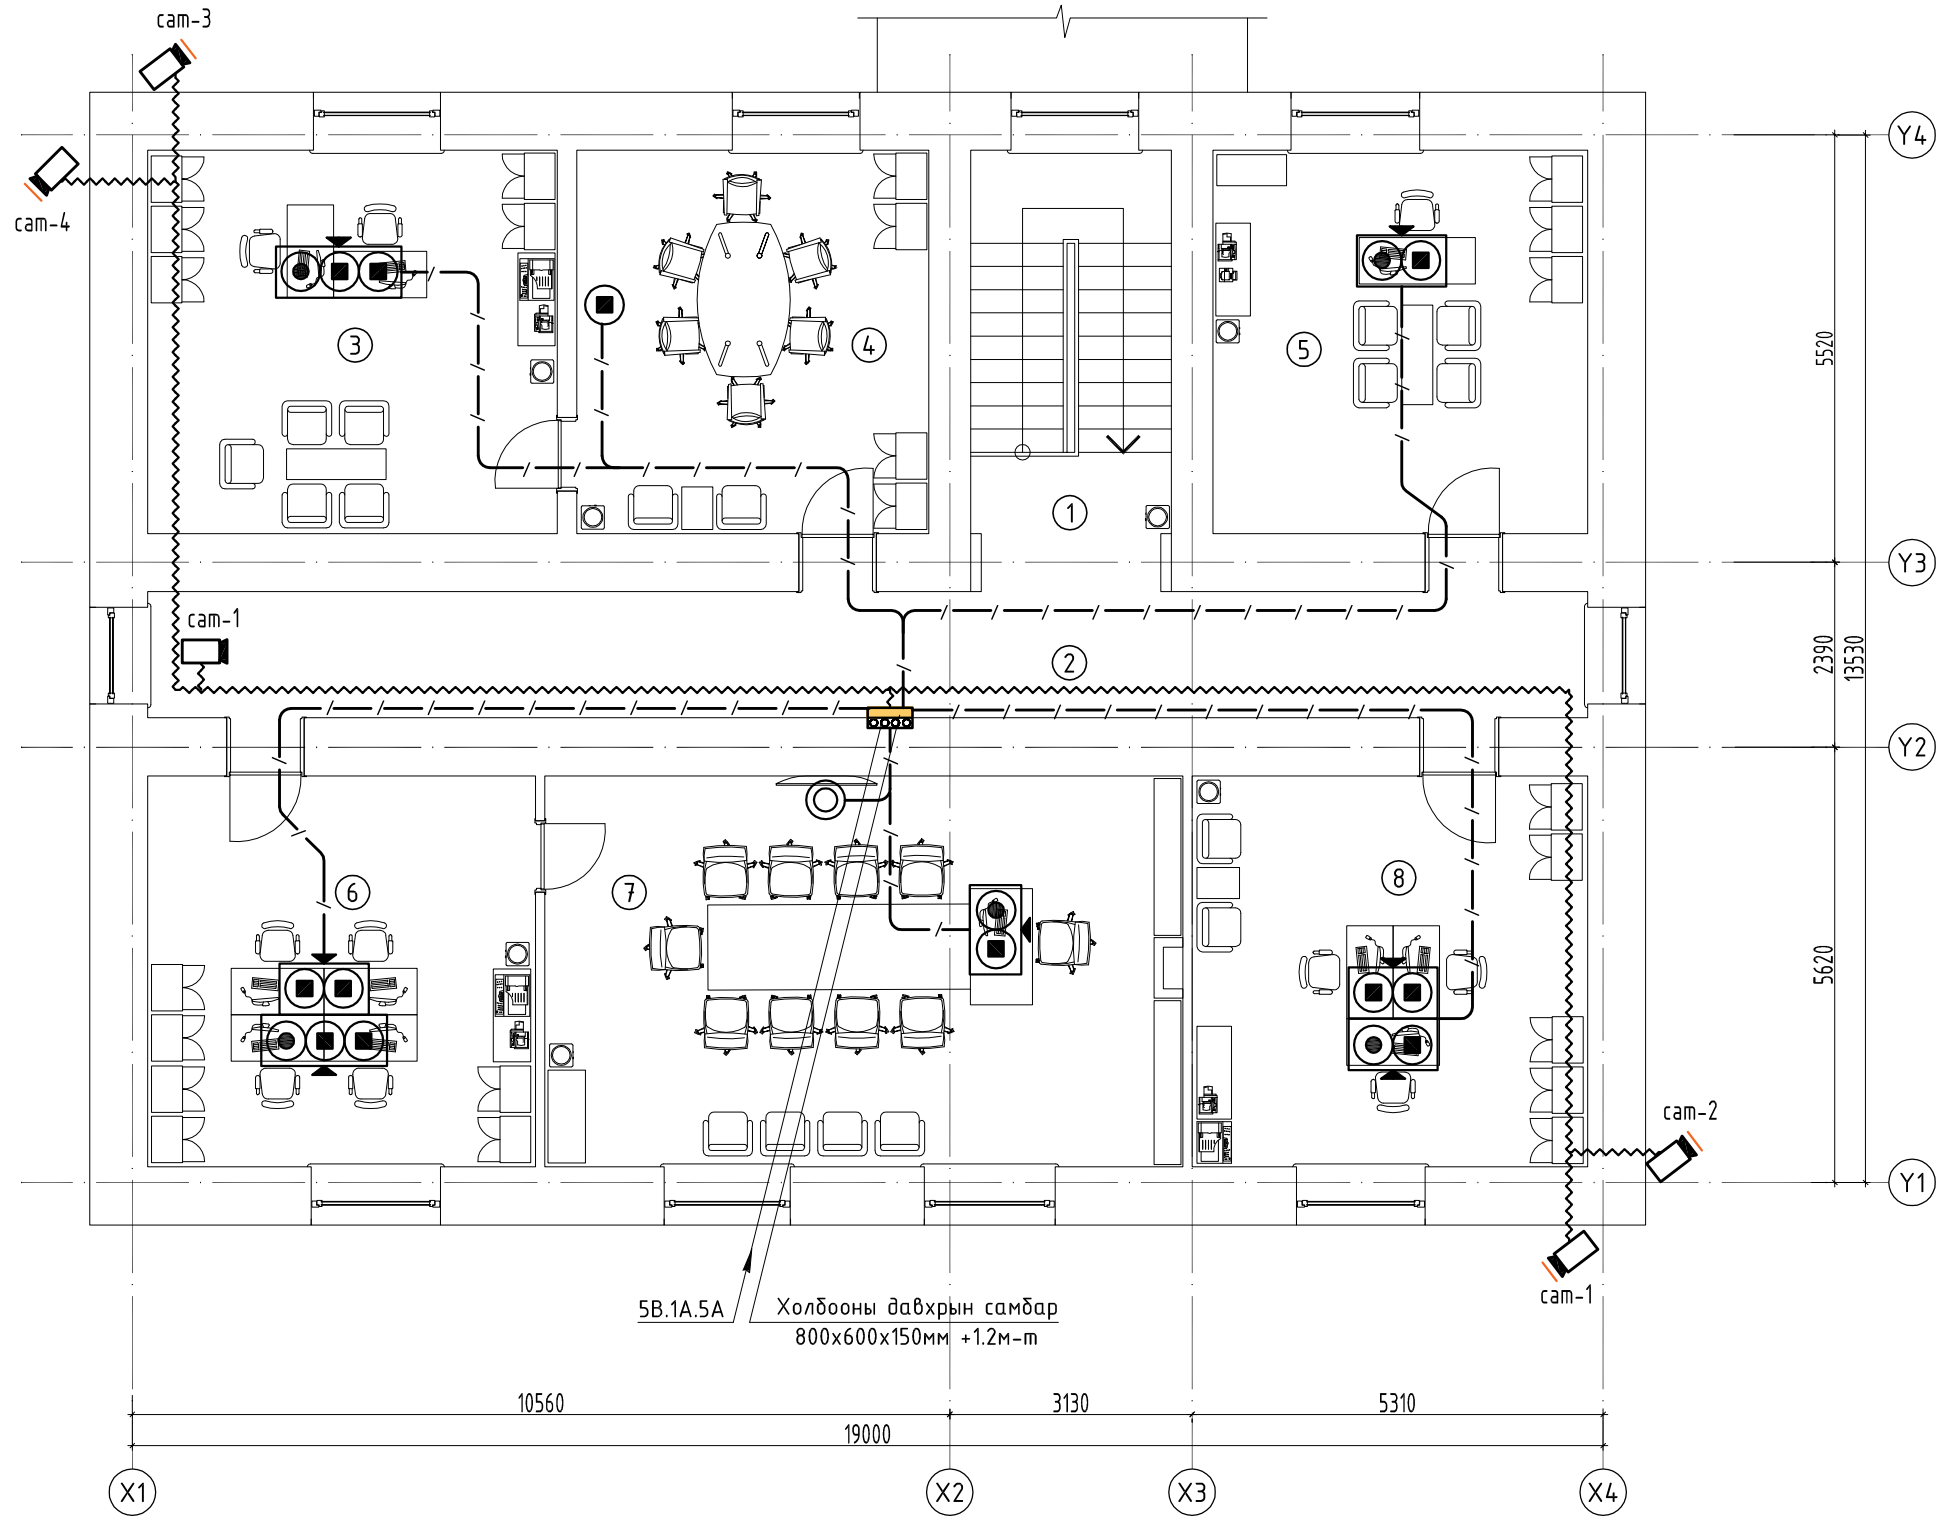 cam-3
Y4
cam-4
3
4
5
5520
1
Y3
cam-1
2
2390
13530
Y2
6
7
8
5620
cam-2
Y1
cam-1
5B.1A.5A
Холбооны давхрын самбар
800x600x150мм +1.2м-т
10560
3130
5310
19000
X1
X2
X3
X4